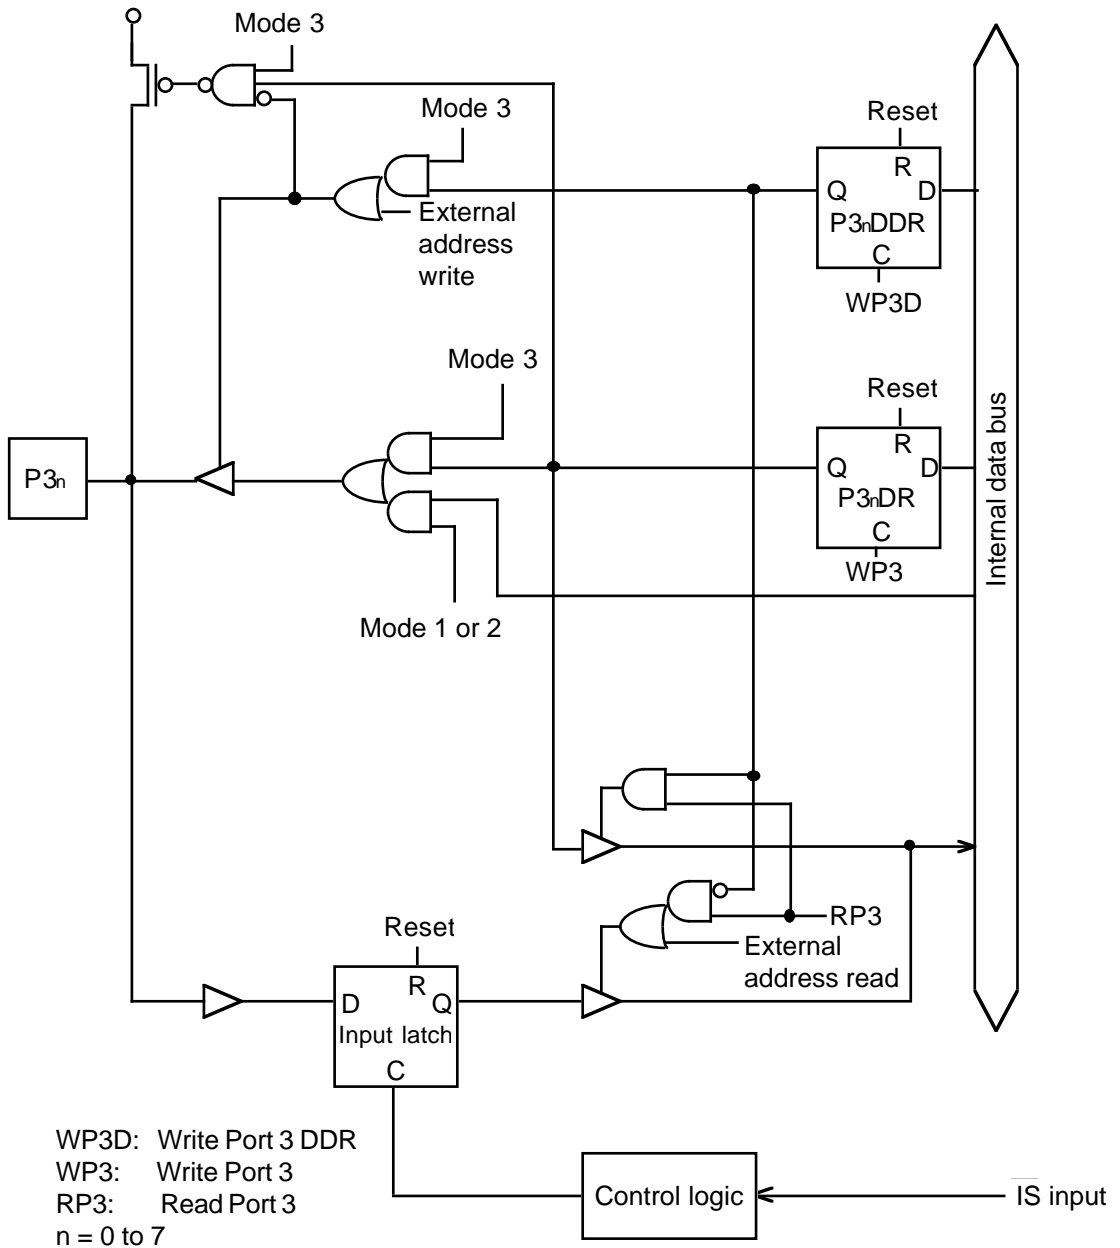 Mode 3
Mode 3
Reset
R
Q
D
External
address
write
P3nDDR
C
WP3D
Mode 3
Reset
R
Q
D
P3n
P3nDR
C
WP3
Internal data bus
Mode 1 or 2
RP3
External
address read
Reset
R
D
Q
Input latch
C
WP3D: Write Port 3 DDR
WP3: Write Port 3
RP3: Read Port 3
n = 0 to 7
Control logic
IS input